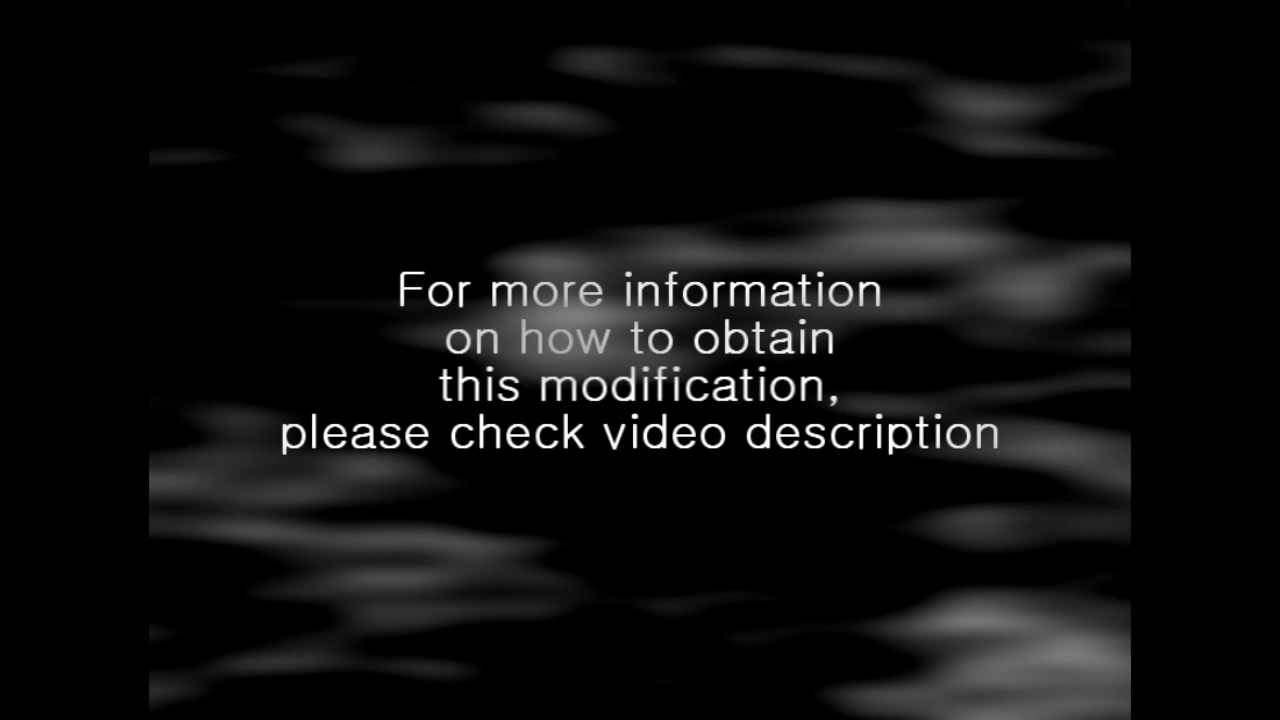 For more information
on how to obtain
this modification,
please check video description